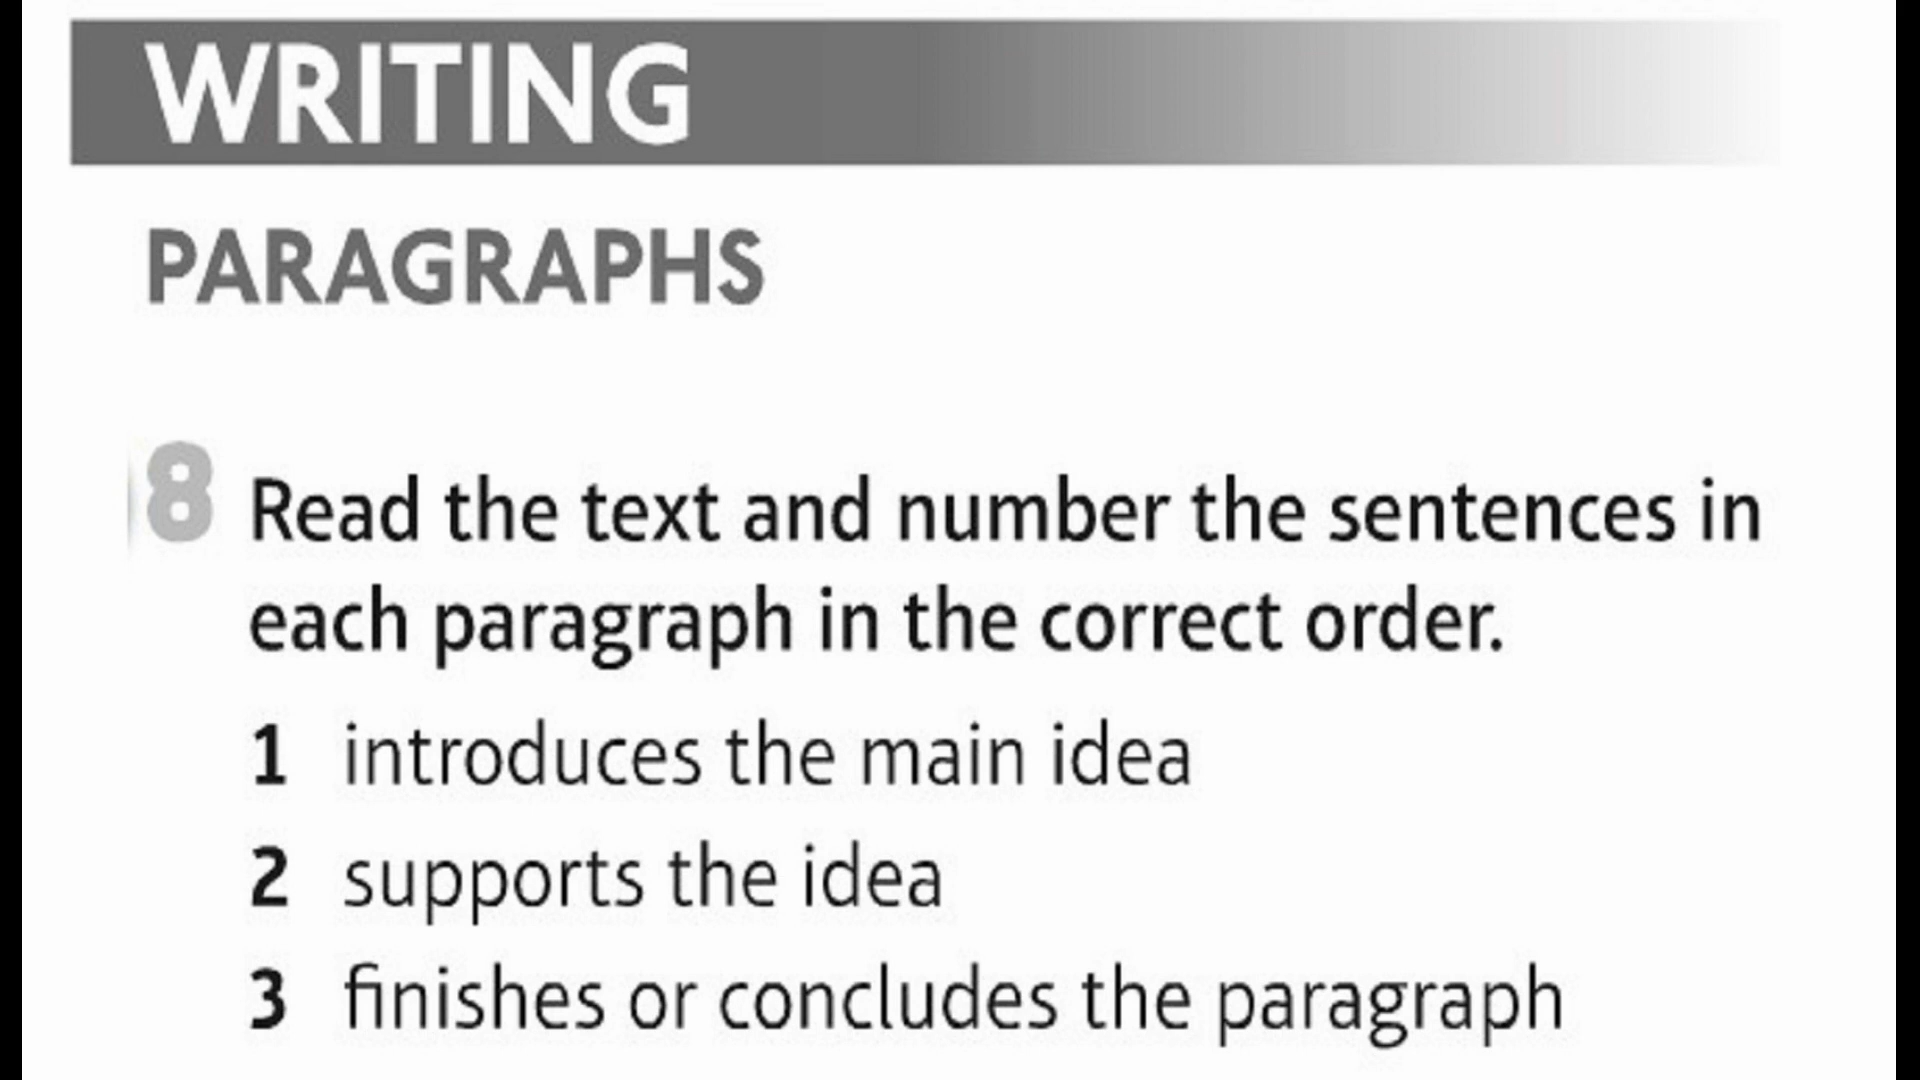 WRITING
PARAGRAPHS
8 Read the text and number the sentences in
each paragraph in the correct order.
1 introduces the main idea
2 supports the idea
3 finishes or concludes the paragraph